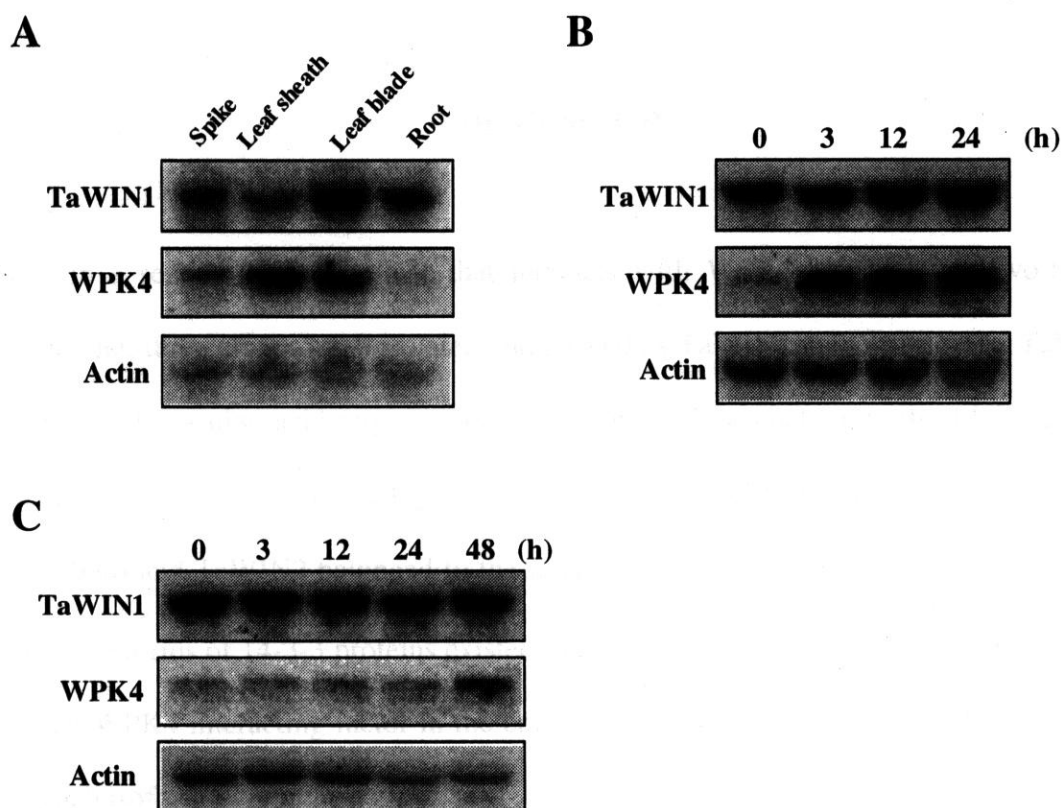 A
Spike Leaf sheath Leaf blade Root
TaWIN1
WPK4
Actin
B
0 3 12 24 (h)
TaWIN1
WPK4
Actin
C
0 3 12 24 48 (h)
TaWIN1
WPK4
Actin